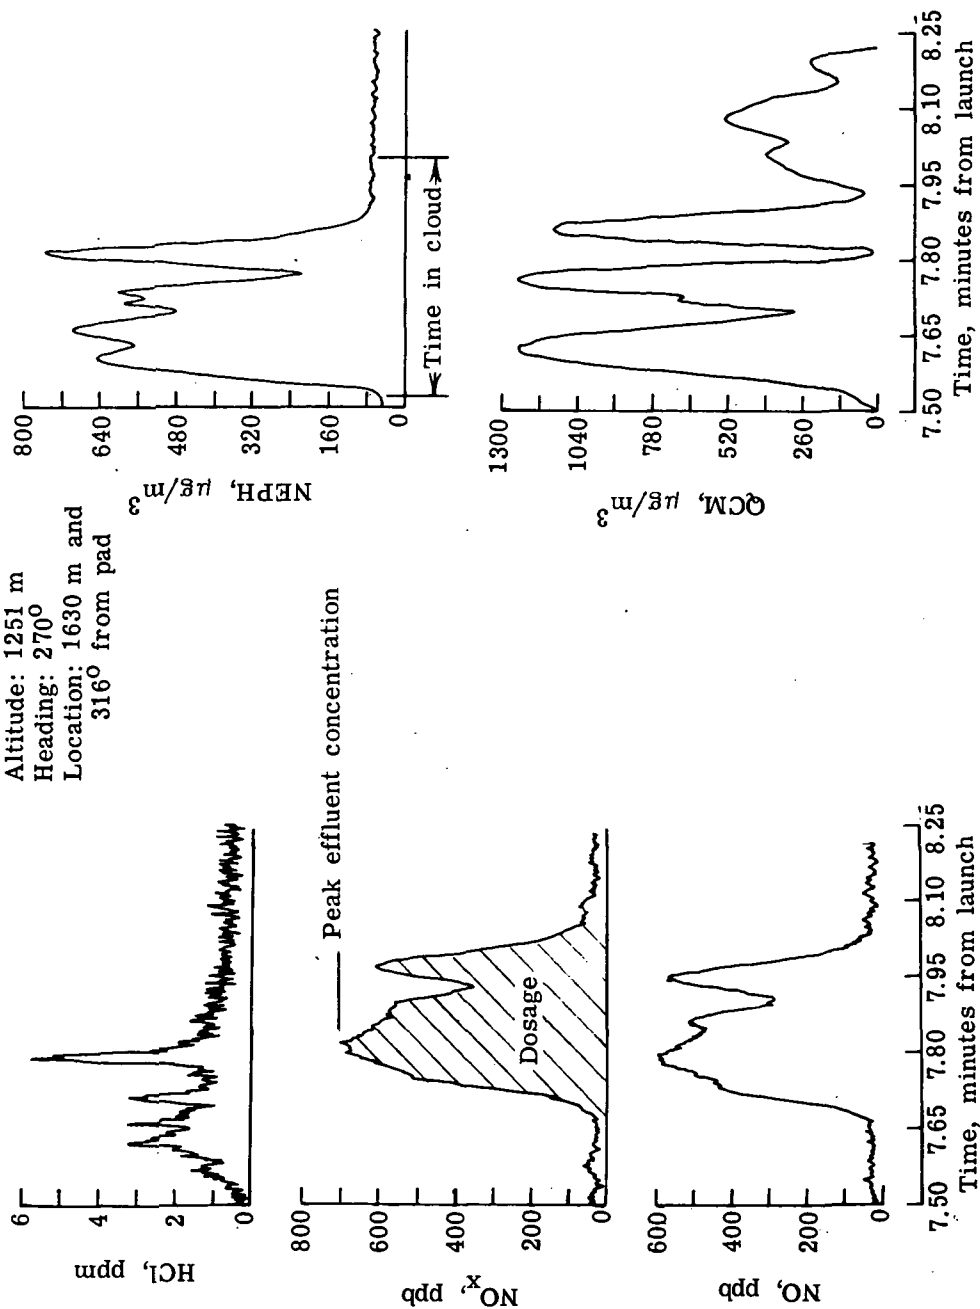 Altitude: 1251 m
Heading: 270°
Location: 1630 m and
316° from pad
6
4
2
0
HCl, ppm
800
600
400
200
0
NOx, ppb
Peak effluent concentration
Dosage
600
400
200
0
NO, ppb
7.50
7.65
7.80
7.95
8.10
8.25
Time, minutes from launch
800
640
480
320
160
0
NEPH, μg/m³
Time in cloud
1300
1040
780
520
260
0
QCM, μg/m³
7.50
7.65
7.80
7.95
8.10
8.25
Time, minutes from launch